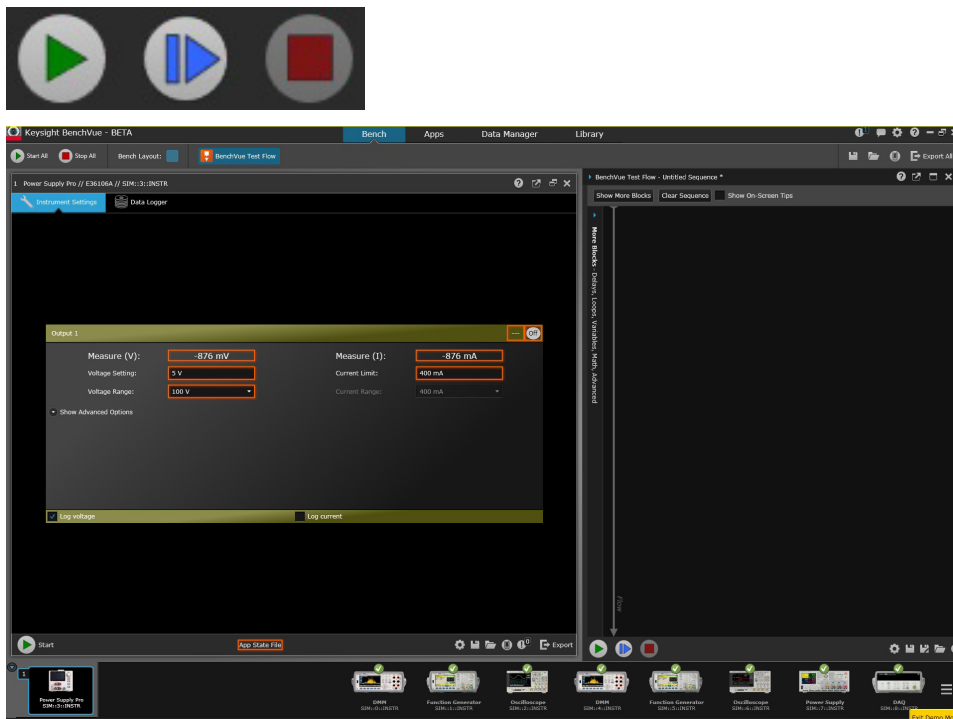 Keysight BenchVue - BETA
Bench Apps Data Manager Library
Start All Stop All Bench Layout: BenchVue Test Flow Export All
1 Power Supply Pro // E36106A // SIM::3::INSTR
Instrument Settings Data Logger
Output 1 --- Off
Measure (V): -876 mV Measure (I): -876 mA
Voltage Setting: 5 V Current Limit: 400 mA
Voltage Range: 100 V Current Range: 400 mA
Show Advanced Options
Log voltage Log current
Start App State File 0 Export
BenchVue Test Flow - Untitled Sequence *
Show More Blocks Clear Sequence Show On-Screen Tips
More Blocks - Delays, Loops, Variables, Math, Advanced
Flow
1
Power Supply Pro
SIM::3::INSTR
DMM
SIM::0::INSTR
Function Generator
SIM::1::INSTR
Oscilloscope
SIM::2::INSTR
DMM
SIM::4::INSTR
Function Generator
SIM::5::INSTR
Oscilloscope
SIM::6::INSTR
Power Supply
SIM::7::INSTR
DAQ
Exit Demo